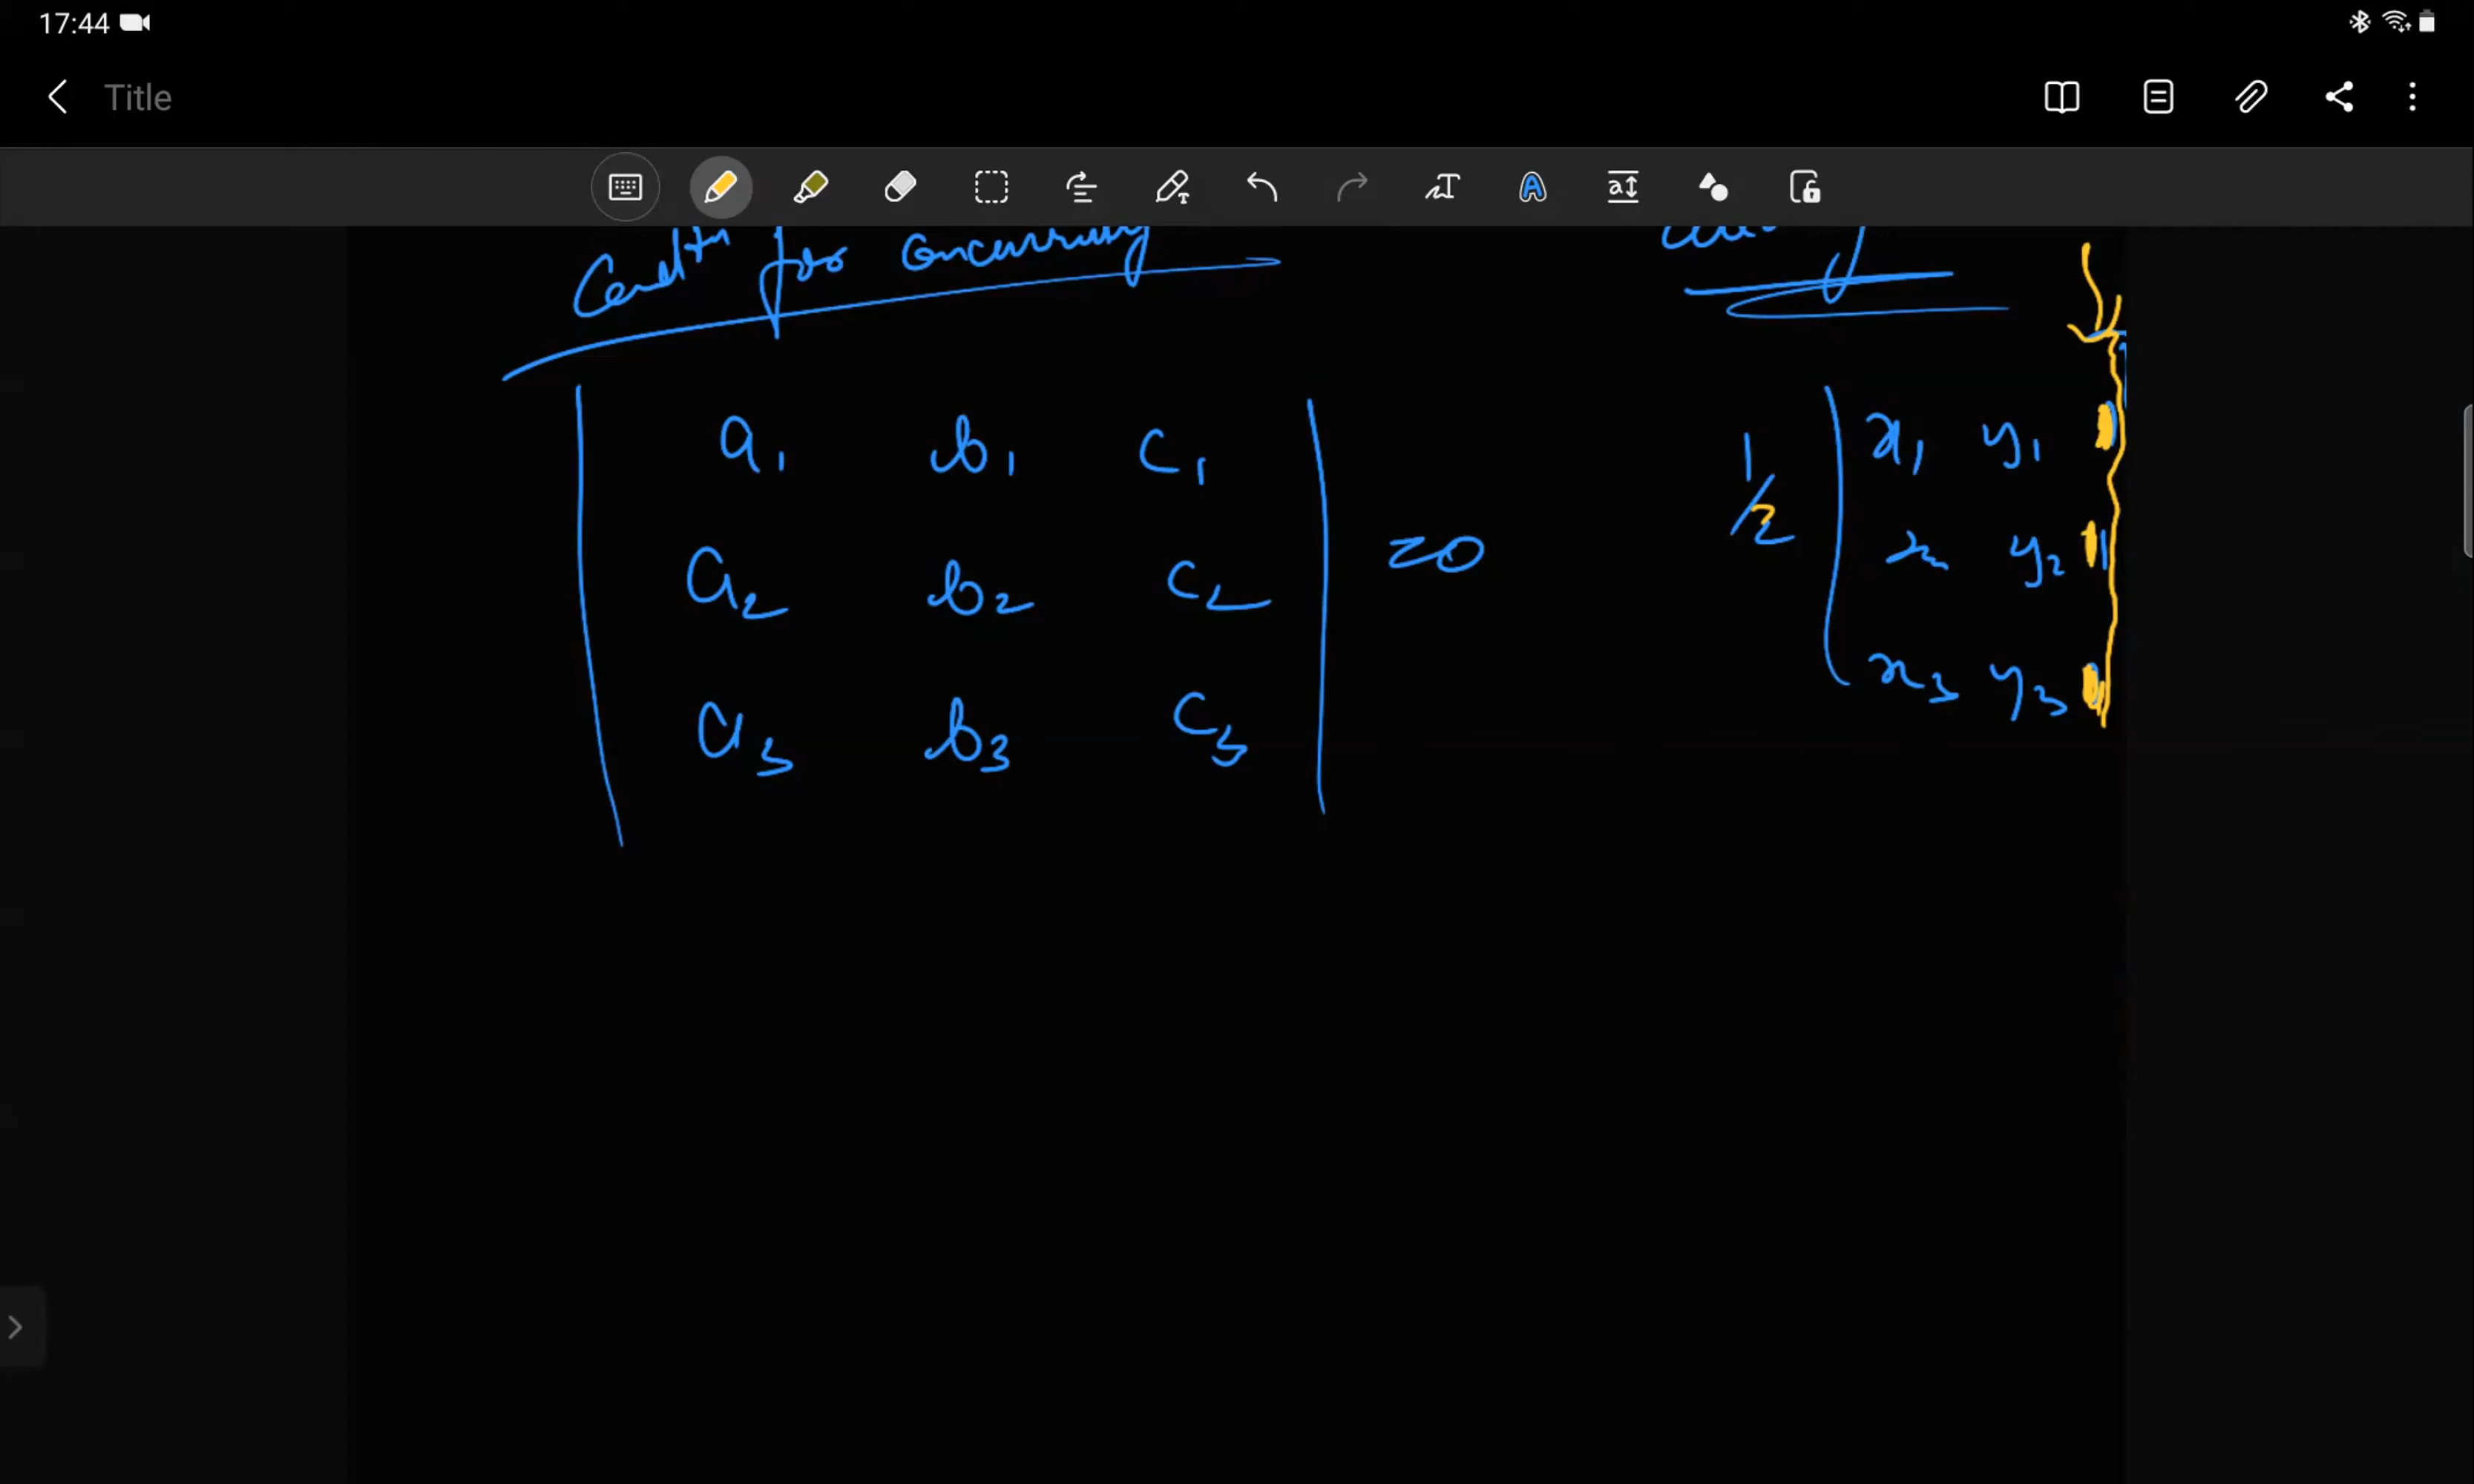 17:44
Title
Condtn for concurrency
a1 b1 c1
a2 b2 c2 =0
a3 b3 c3
1/2
x1 y1 1
x2 y2 1
x3 y3 1